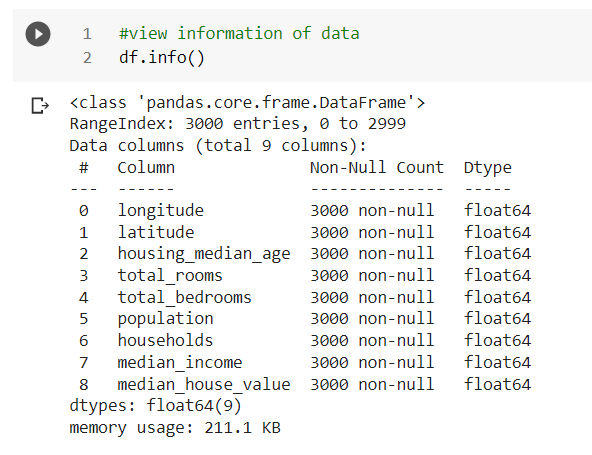 1 #view information of data
2 df.info()
<class 'pandas.core.frame.DataFrame'>
RangeIndex: 3000 entries, 0 to 2999
Data columns (total 9 columns):
 #   Column              Non-Null Count  Dtype
---  ------              --------------  -----
 0   longitude           3000 non-null   float64
 1   latitude            3000 non-null   float64
 2   housing_median_age  3000 non-null   float64
 3   total_rooms         3000 non-null   float64
 4   total_bedrooms      3000 non-null   float64
 5   population          3000 non-null   float64
 6   households          3000 non-null   float64
 7   median_income       3000 non-null   float64
 8   median_house_value  3000 non-null   float64
dtypes: float64(9)
memory usage: 211.1 KB